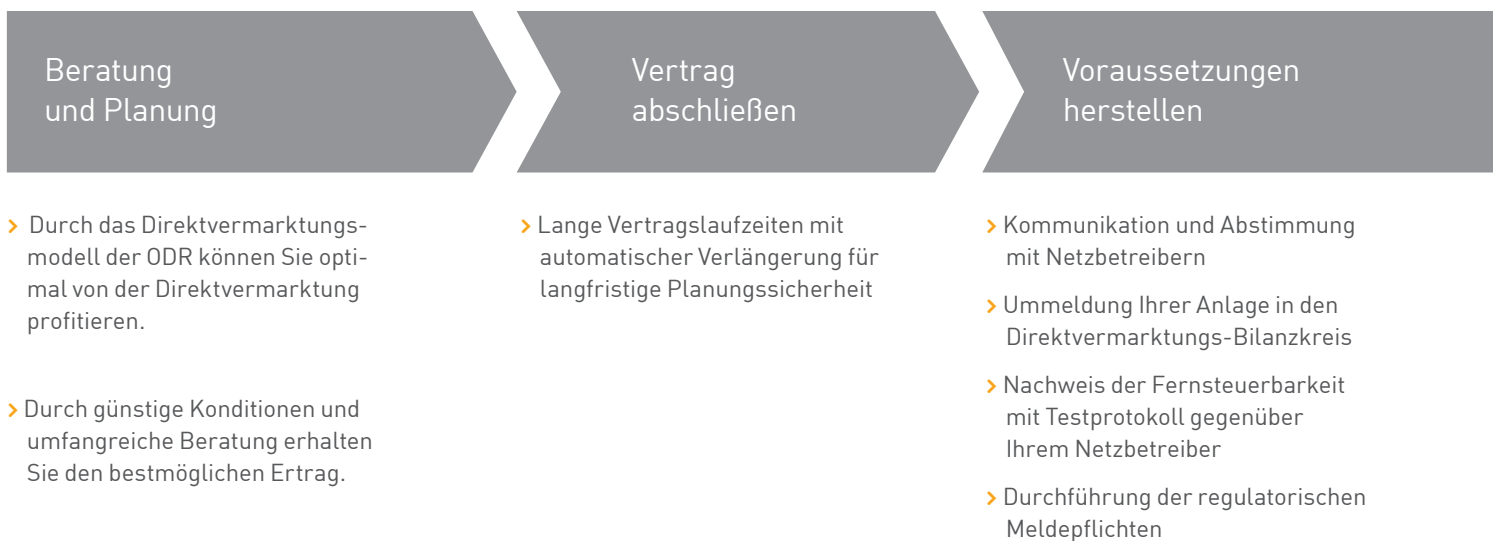 Beratung
und Planung
> Durch das Direktvermarktungs-
modell der ODR können Sie opti-
mal von der Direktvermarktung
profitieren.
> Durch günstige Konditionen und
umfangreiche Beratung erhalten
Sie den bestmöglichen Ertrag.
Vertrag
abschließen
> Lange Vertragslaufzeiten mit
automatischer Verlängerung für
langfristige Planungssicherheit
Voraussetzungen
herstellen
> Kommunikation und Abstimmung
mit Netzbetreibern
> Ummeldung Ihrer Anlage in den
Direktvermarktungs-Bilanzkreis
> Nachweis der Fernsteuerbarkeit
mit Testprotokoll gegenüber
Ihrem Netzbetreiber
> Durchführung der regulatorischen
Meldepflichten